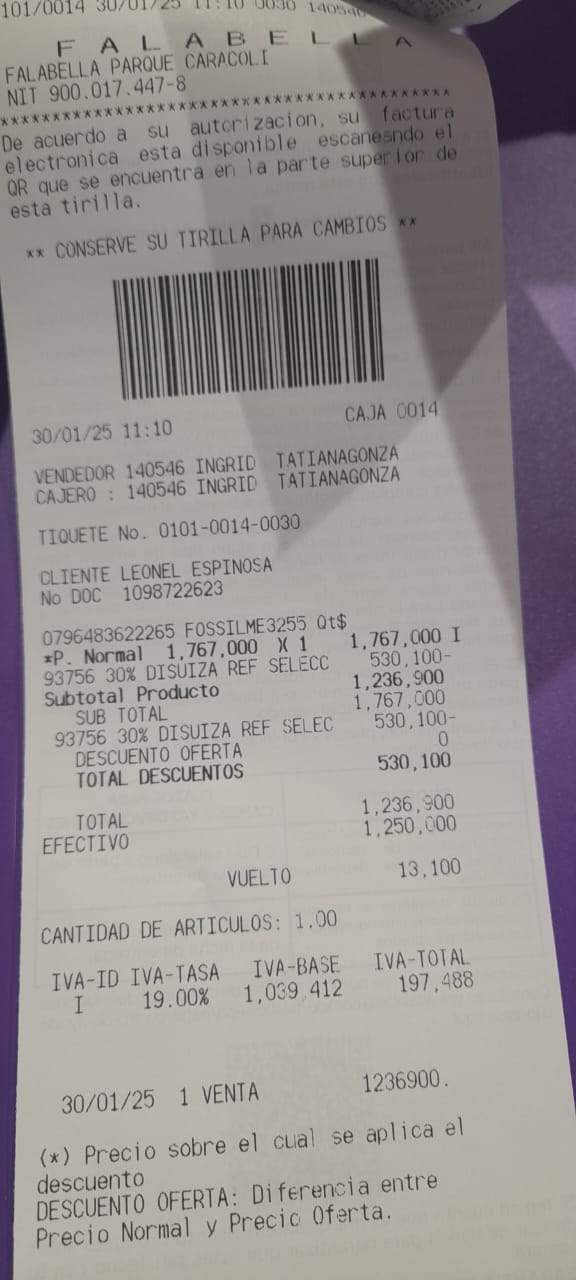 101/0014 30/01/25 11:10 0030 140546
F A L A B E L L A
FALABELLA PARQUE CARACOLI
NIT 900.017.447-8
******************************************
De acuerdo a su autorizacion, su factura
electronica esta disponible escaneando el
QR que se encuentra en la parte superior de
esta tirilla.
** CONSERVE SU TIRILLA PARA CAMBIOS **
30/01/25 11:10 CAJA 0014
VENDEDOR 140546 INGRID TATIANAGONZA
CAJERO : 140546 INGRID TATIANAGONZA
TIQUETE No. 0101-0014-0030
CLIENTE LEONEL ESPINOSA
No DOC 1098722623
0796483622265 FOSSILME3255 Qt$
*P. Normal 1,767,000 X 1 1,767,000 I
93756 30% DISUIZA REF SELECC 530,100-
Subtotal Producto 1,236,900
SUB TOTAL 1,767,000
93756 30% DISUIZA REF SELEC 530,100-
DESCUENTO OFERTA 0
TOTAL DESCUENTOS 530,100
TOTAL 1,236,900
EFECTIVO 1,250,000
VUELTO 13,100
CANTIDAD DE ARTICULOS: 1.00
IVA-ID IVA-TASA IVA-BASE IVA-TOTAL
I 19.00% 1,039,412 197,488
30/01/25 1 VENTA 1236900.
(*) Precio sobre el cual se aplica el
descuento
DESCUENTO OFERTA: Diferencia entre
Precio Normal y Precio Oferta.